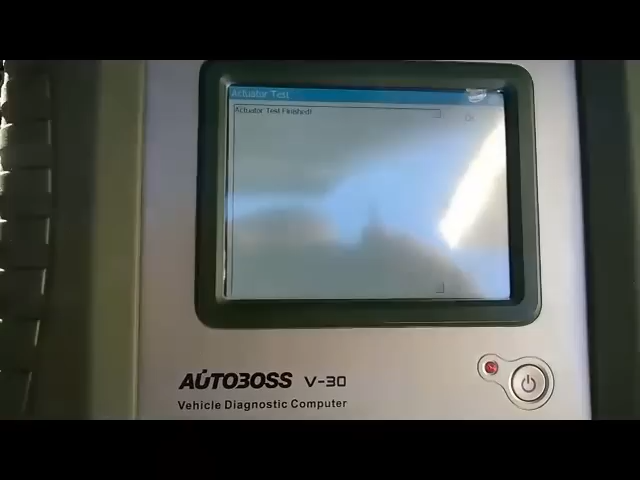 Actuator Test
Actuator Test Finished!
AUTOBOSS V-30
Vehicle Diagnostic Computer